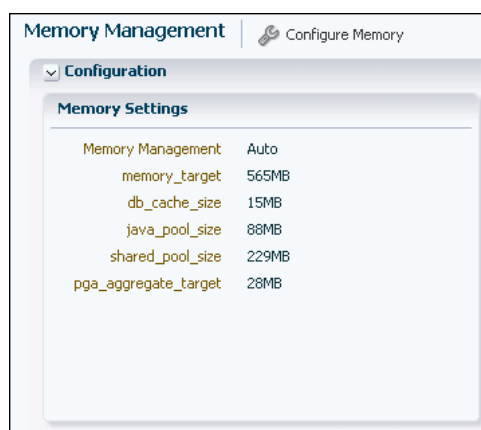 Memory Management Configure Memory
Configuration
Memory Settings
Memory Management Auto
memory_target 565MB
db_cache_size 15MB
java_pool_size 88MB
shared_pool_size 229MB
pga_aggregate_target 28MB